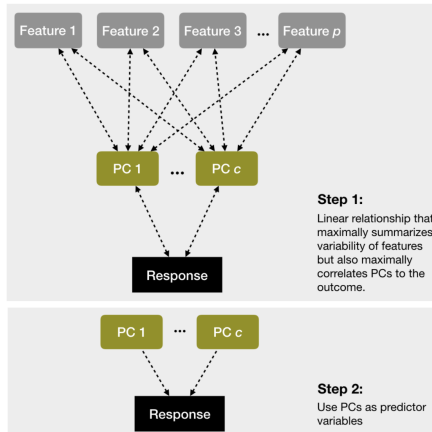 Feature 1 Feature 2 Feature 3 ... Feature p
PC 1 ... PC c
Step 1:
Linear relationship that
maximally summarizes
variability of features
but also maximally
correlates PCs to the
outcome.
Response
PC 1 ... PC c
Step 2:
Use PCs as predictor
variables
Response